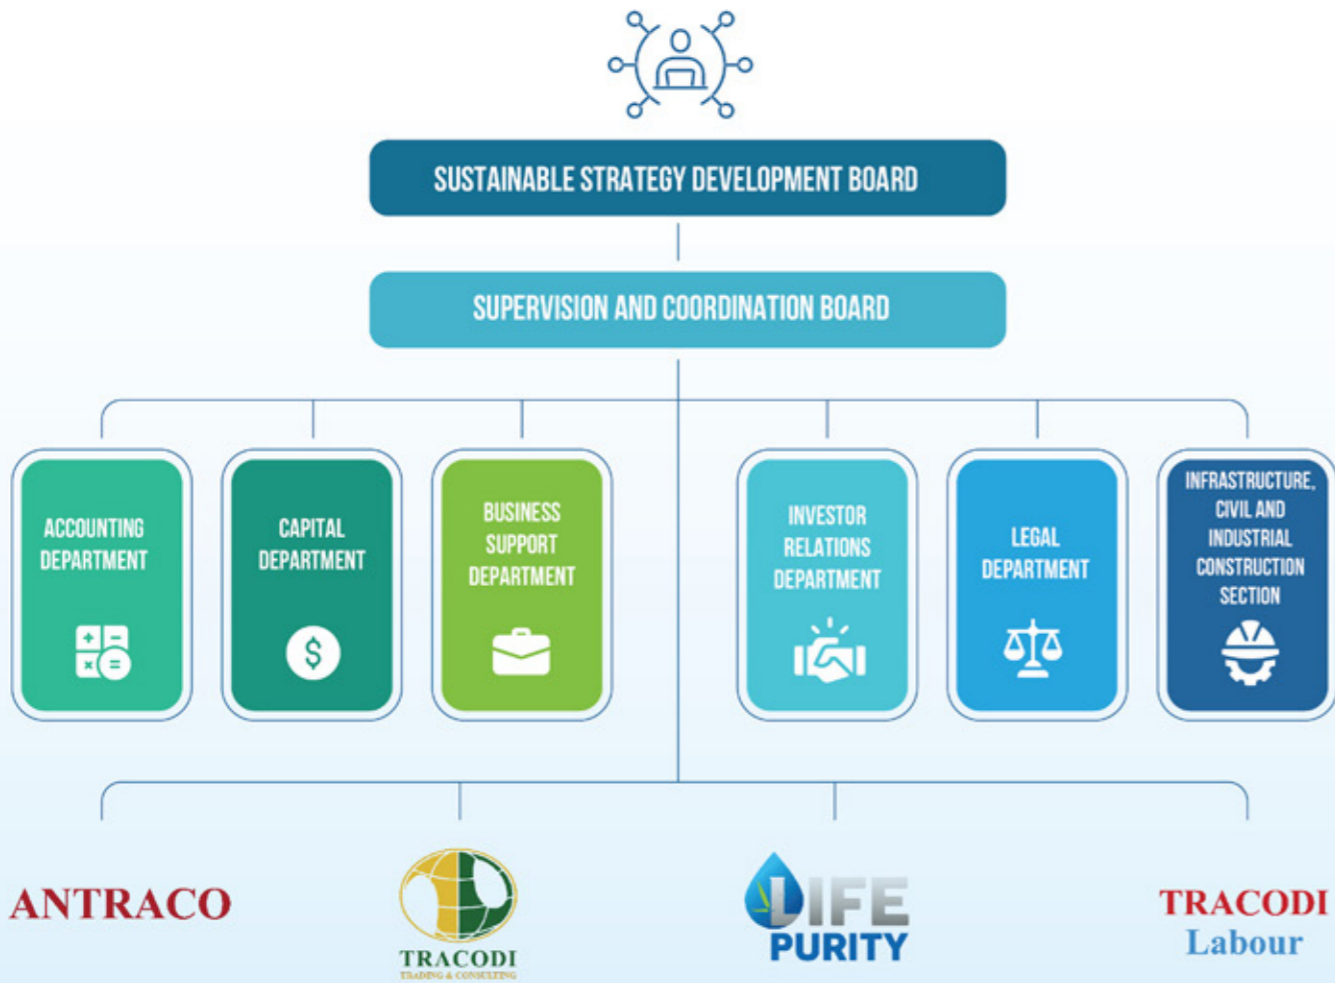 SUSTAINABLE STRATEGY DEVELOPMENT BOARD
SUPERVISION AND COORDINATION BOARD
ACCOUNTING
DEPARTMENT
CAPITAL
DEPARTMENT
BUSINESS
SUPPORT
DEPARTMENT
INVESTOR
RELATIONS
DEPARTMENT
LEGAL
DEPARTMENT
INFRASTRUCTURE,
CIVIL AND
INDUSTRIAL
CONSTRUCTION
SECTION
ANTRACO
TRACODI
TRADING & CONSULTING
LIFE
PURITY
TRACODI
Labour